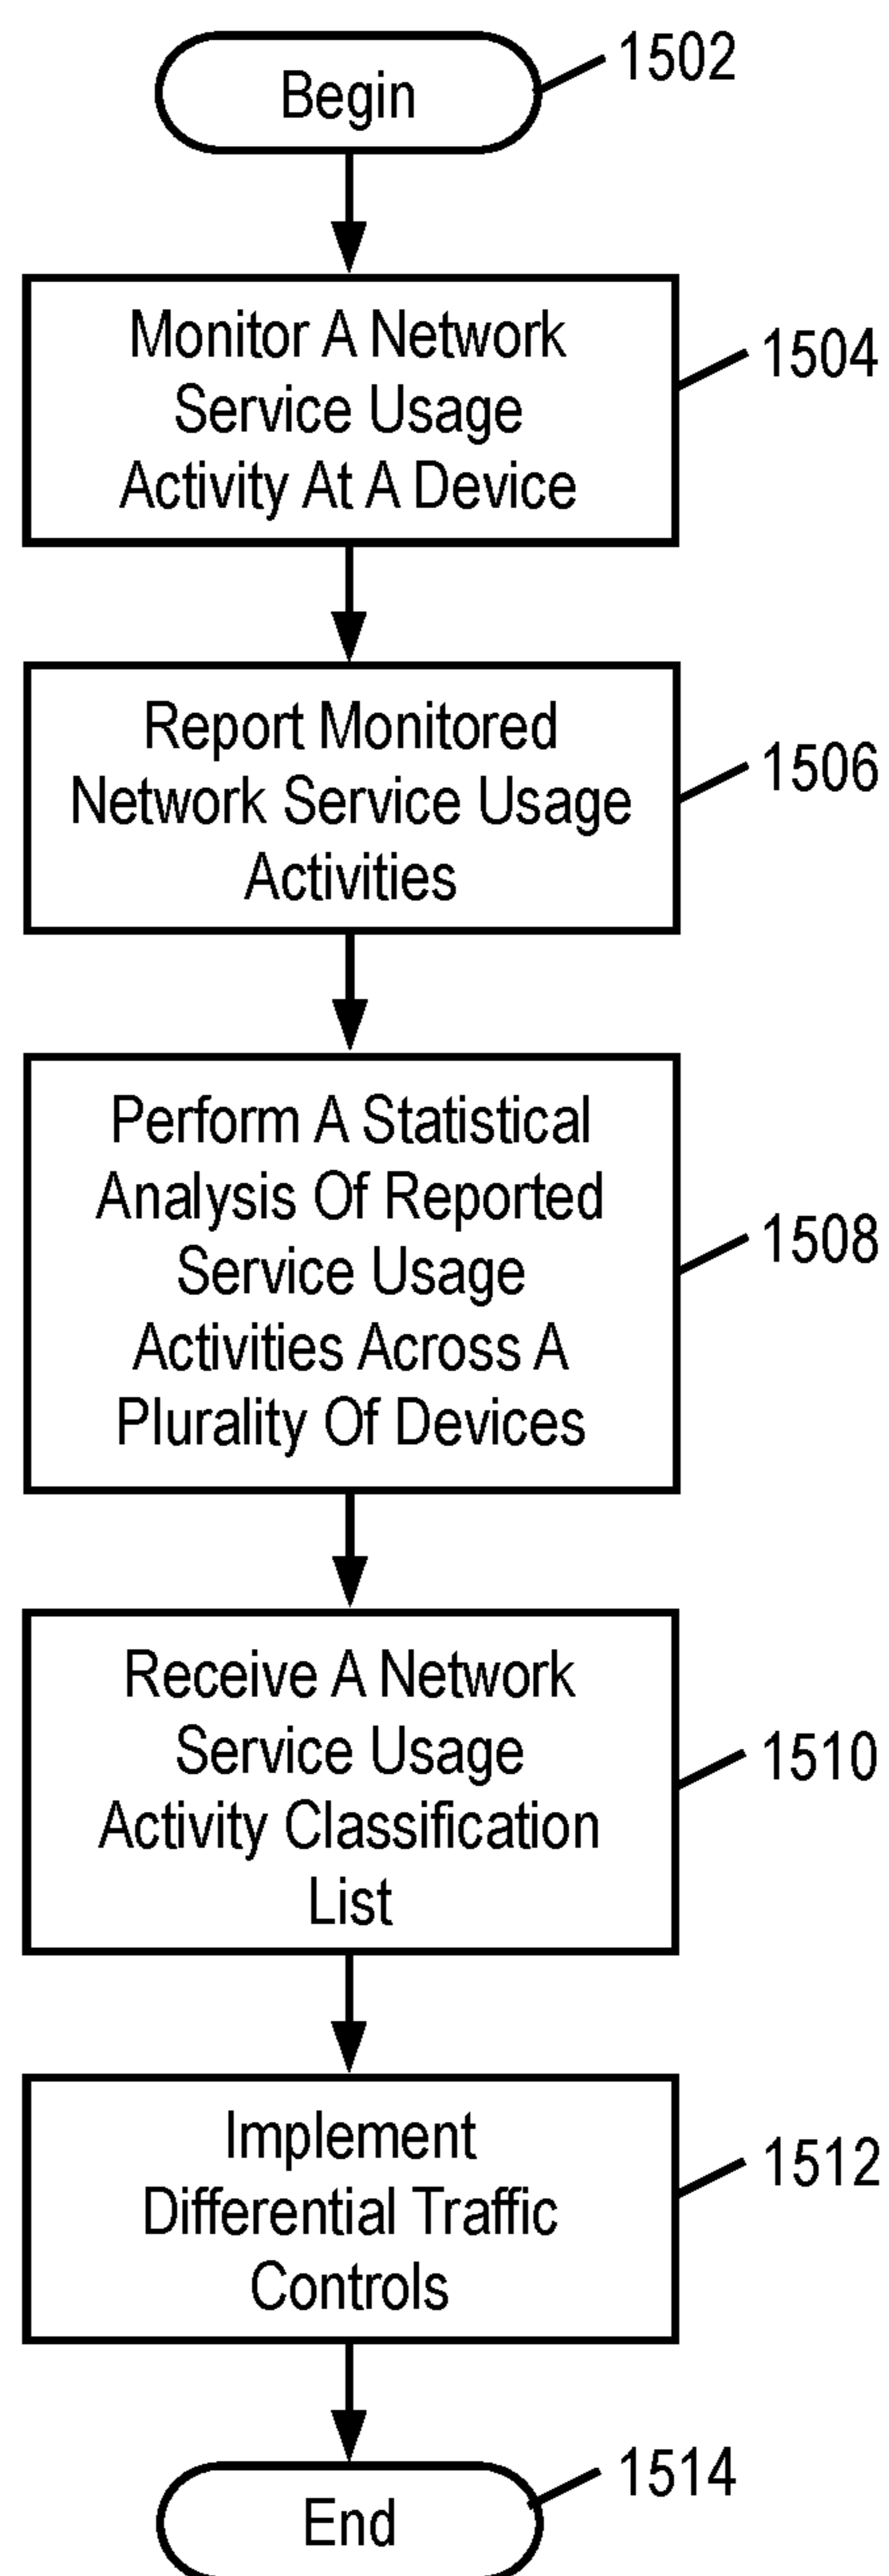 Begin
1502
Monitor A Network
Service Usage
Activity At A Device
1504
Report Monitored
Network Service Usage
Activities
1506
Perform A Statistical
Analysis Of Reported
Service Usage
Activities Across A
Plurality Of Devices
1508
Receive A Network
Service Usage
Activity Classification
List
1510
Implement
Differential Traffic
Controls
1512
End
1514